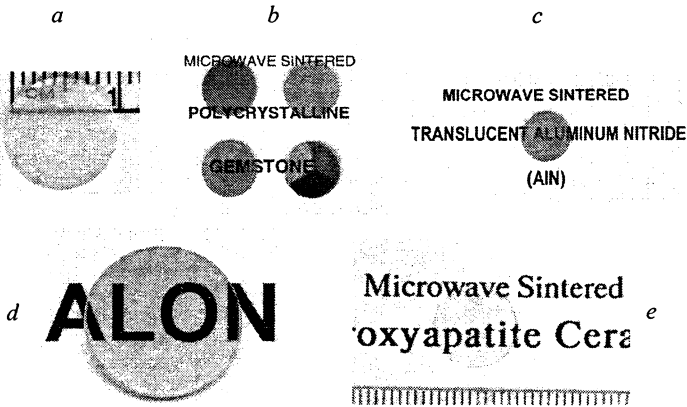 a
b
c
CM 1
MICROWAVE SINTERED
POLYCRYSTALLINE
GEMSTONE
MICROWAVE SINTERED
TRANSLUCENT ALUMINUM NITRIDE
(AlN)
d
ALON
Microwave Sintered
oxyapatite Cera
e